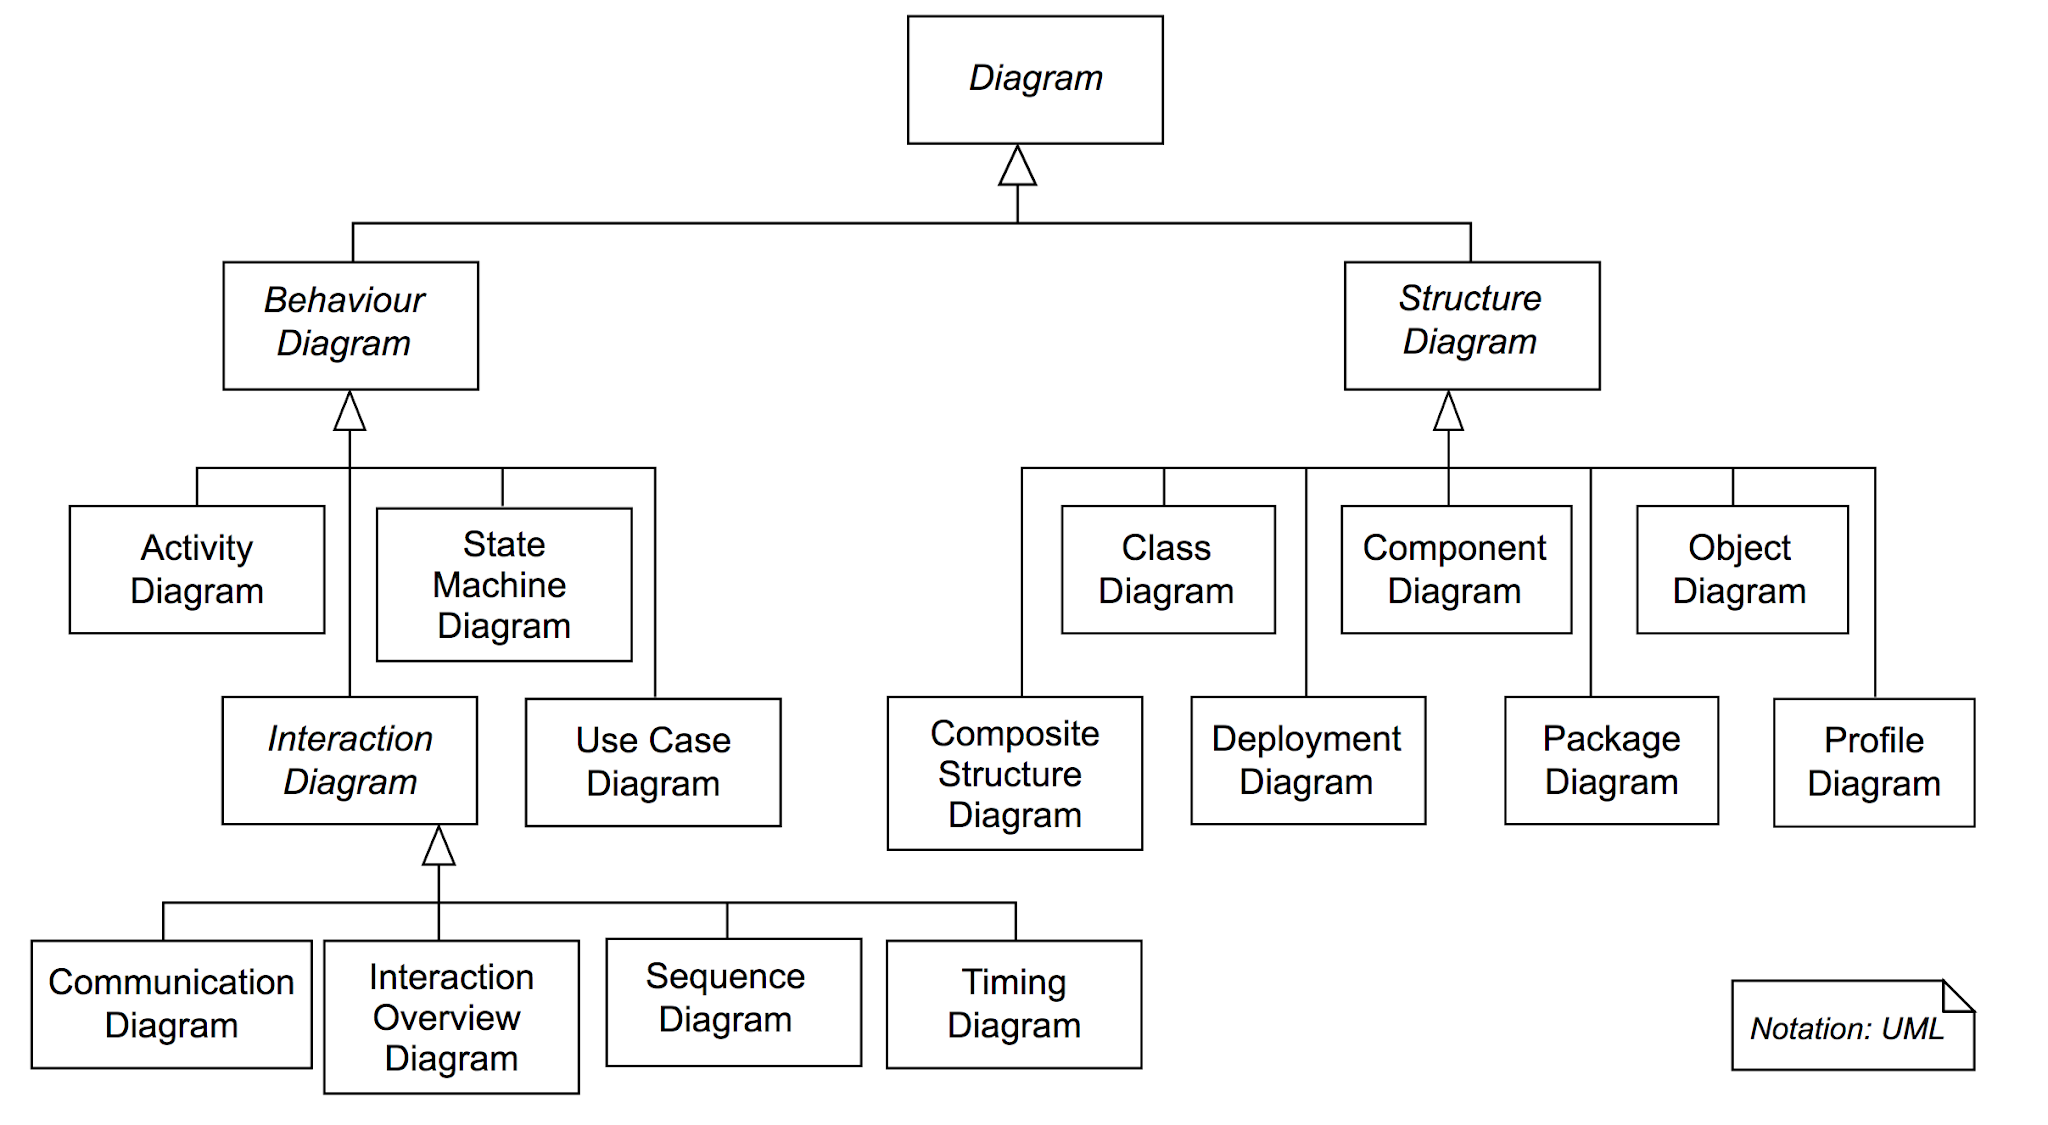 Diagram
Behaviour
Diagram
Structure
Diagram
Activity
Diagram
State
Machine
Diagram
Class
Diagram
Component
Diagram
Object
Diagram
Interaction
Diagram
Use Case
Diagram
Composite
Structure
Diagram
Deployment
Diagram
Package
Diagram
Profile
Diagram
Communication
Diagram
Interaction
Overview
Diagram
Sequence
Diagram
Timing
Diagram
Notation: UML